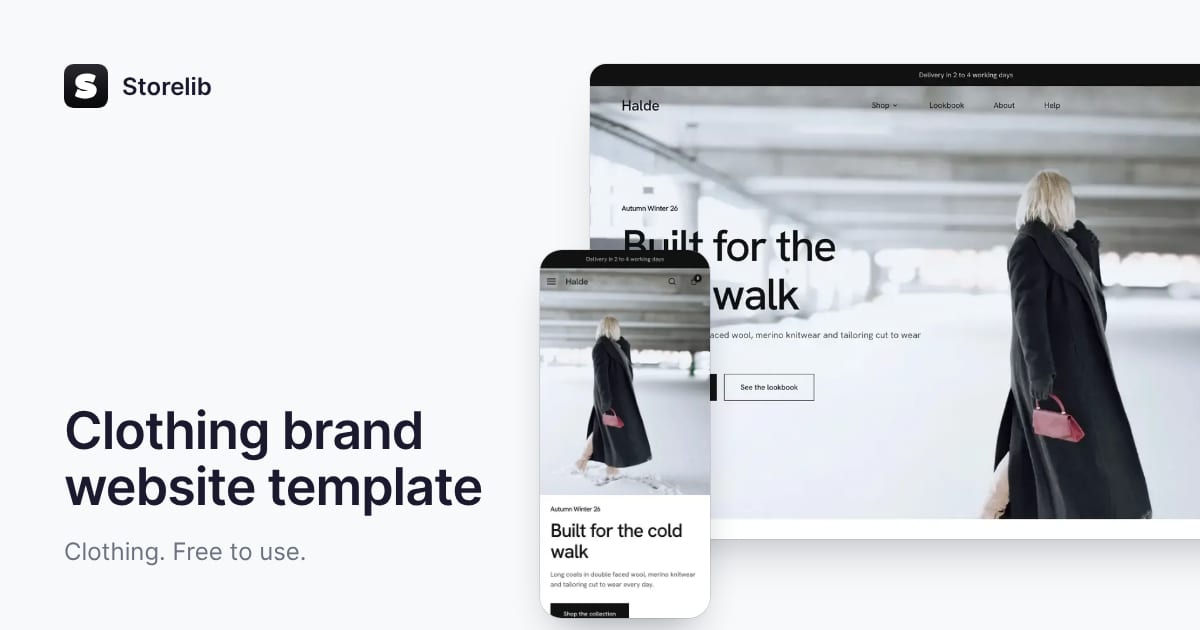 S
Storelib
Clothing brand
website template
Clothing. Free to use.
Delivery in 2 to 4 working days
Halde
Shop
Lookbook
About
Help
Autumn Winter 26
Built for the
walk
aced wool, merino knitwear and tailoring cut to wear
See the lookbook
Delivery in 2 to 4 working days
Halde
Autumn Winter 26
Built for the cold
walk
Long coats in double faced wool, merino knitwear
and tailoring cut to wear every day.
Shop the collection